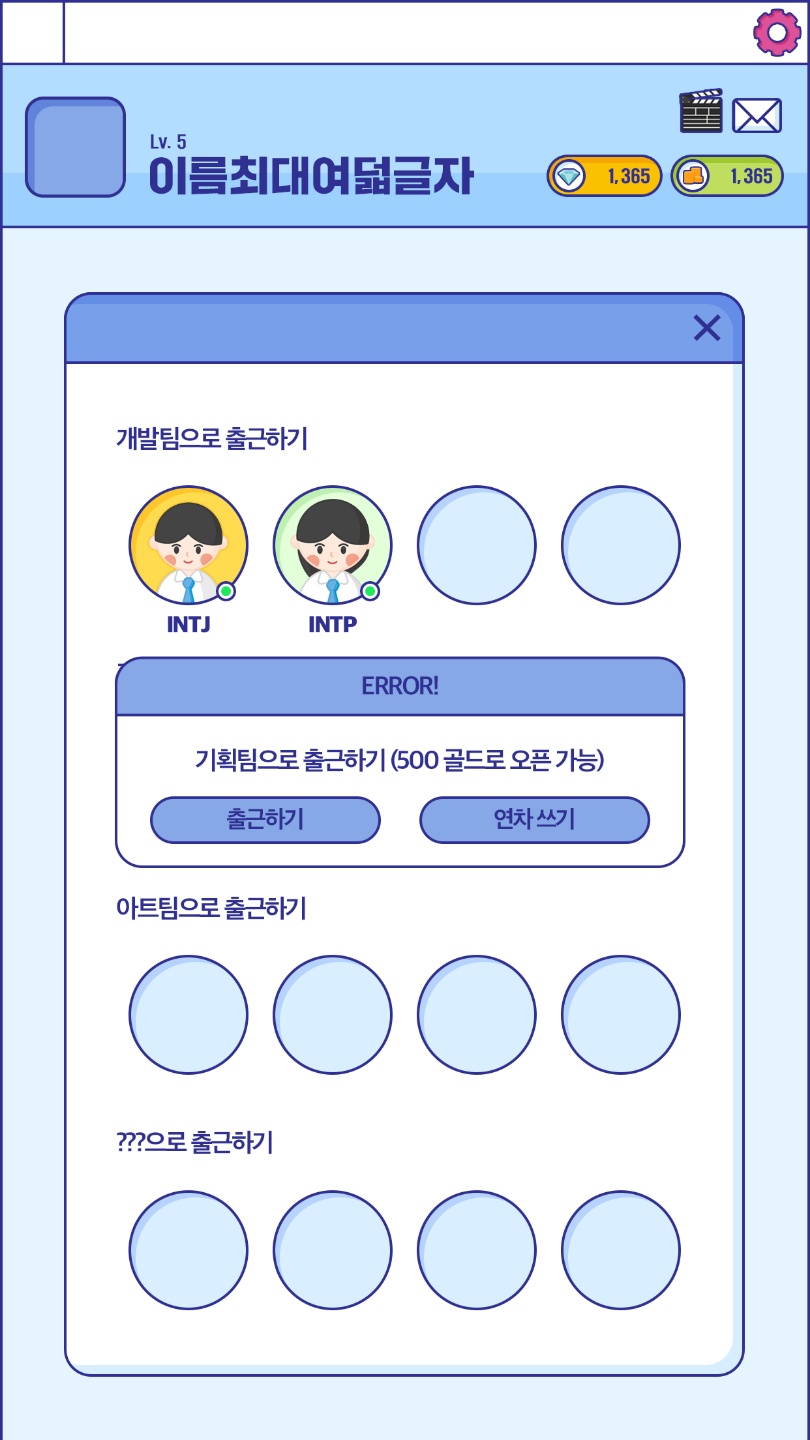 Lv. 5
이름최대여덟글자
1,365
1,365
개발팀으로 출근하기
INTJ
INTP
ERROR!
기획팀으로 출근하기 (500 골드로 오픈 가능)
출근하기
연차 쓰기
아트팀으로 출근하기
???으로 출근하기